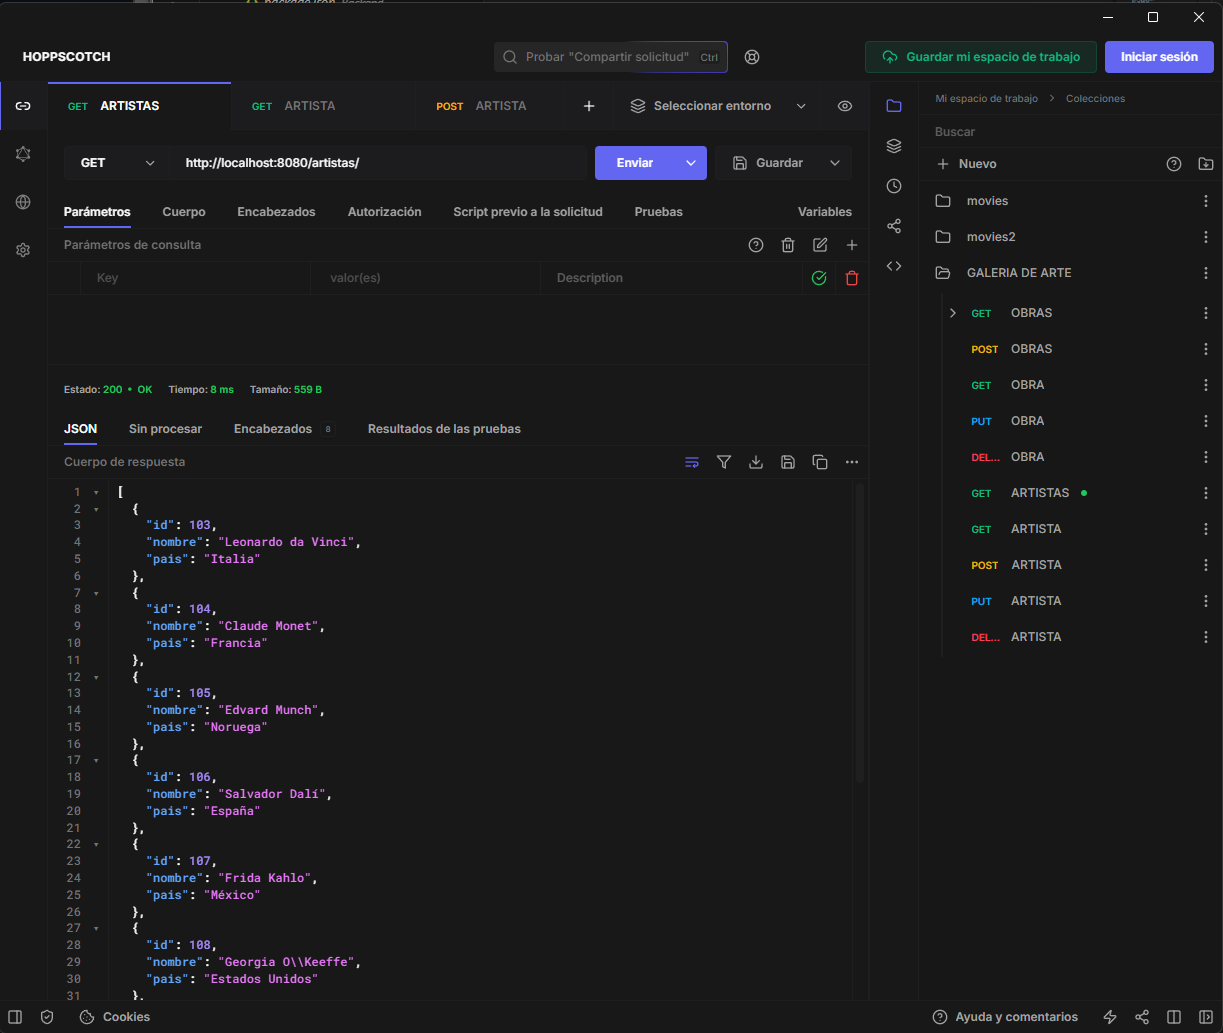 package.json Backend
HOPPSCOTCH
Probar "Compartir solicitud" Ctrl
Guardar mi espacio de trabajo
Iniciar sesión
GET ARTISTAS
GET ARTISTA
POST ARTISTA
Seleccionar entorno
GET
http://localhost:8080/artistas/
Enviar
Guardar
Parámetros Cuerpo Encabezados Autorización Script previo a la solicitud Pruebas Variables
Parámetros de consulta
Key valor(es) Description
Estado: 200 • OK Tiempo: 8 ms Tamaño: 559 B
JSON Sin procesar Encabezados 8 Resultados de las pruebas
Cuerpo de respuesta
1 [
2 {
3 "id": 103,
4 "nombre": "Leonardo da Vinci",
5 "pais": "Italia"
6 },
7 {
8 "id": 104,
9 "nombre": "Claude Monet",
10 "pais": "Francia"
11 },
12 {
13 "id": 105,
14 "nombre": "Edvard Munch",
15 "pais": "Noruega"
16 },
17 {
18 "id": 106,
19 "nombre": "Salvador Dalí",
20 "pais": "España"
21 },
22 {
23 "id": 107,
24 "nombre": "Frida Kahlo",
25 "pais": "México"
26 },
27 {
28 "id": 108,
29 "nombre": "Georgia O\\Keeffe",
30 "pais": "Estados Unidos"
31 },
Mi espacio de trabajo > Colecciones
Buscar
Nuevo
movies
movies2
GALERIA DE ARTE
GET OBRAS
POST OBRAS
GET OBRA
PUT OBRA
DEL... OBRA
GET ARTISTAS
GET ARTISTA
POST ARTISTA
PUT ARTISTA
DEL... ARTISTA
Cookies
Ayuda y comentarios